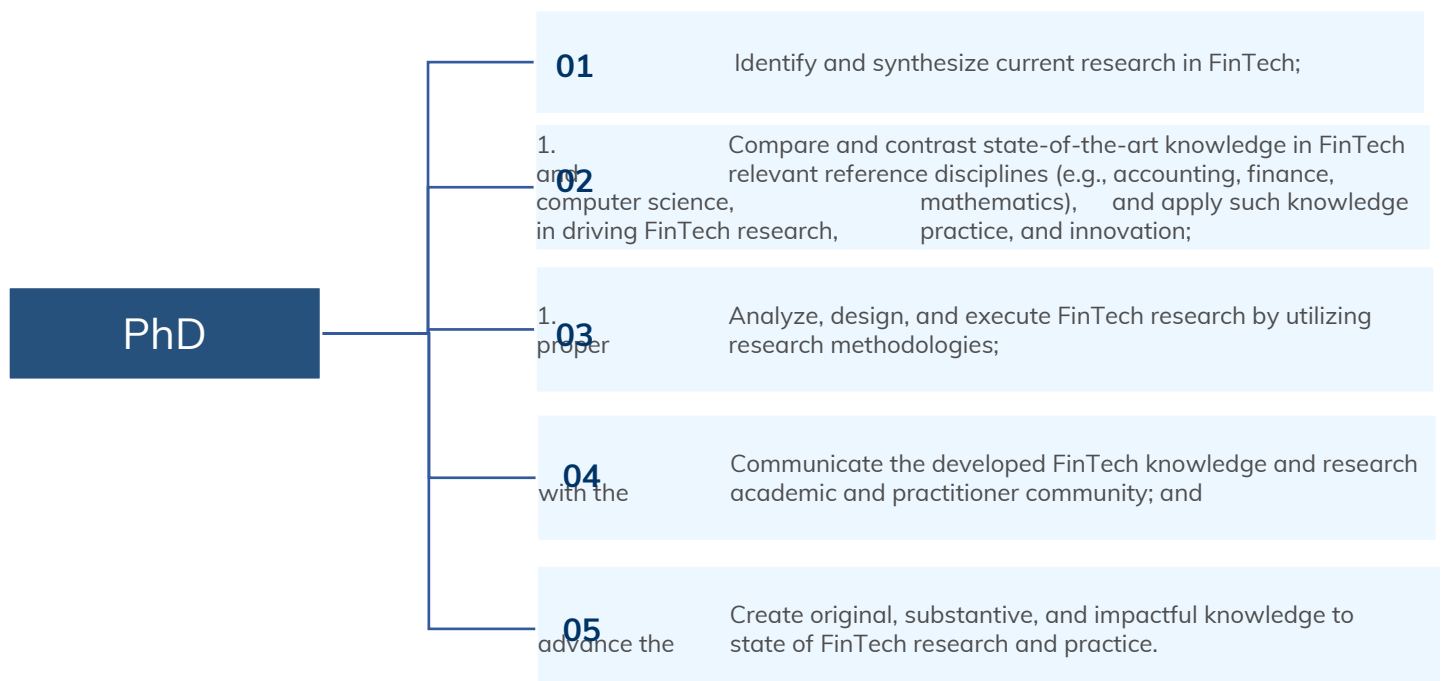 PhD
01 Identify and synthesize current research in FinTech;
02
1. Compare and contrast state-of-the-art knowledge in FinTech
and relevant reference disciplines (e.g., accounting, finance,
computer science, mathematics), and apply such knowledge
in driving FinTech research, practice, and innovation;
03
1. Analyze, design, and execute FinTech research by utilizing
proper research methodologies;
04
Communicate the developed FinTech knowledge and research
with the academic and practitioner community; and
05
Create original, substantive, and impactful knowledge to
advance the state of FinTech research and practice.